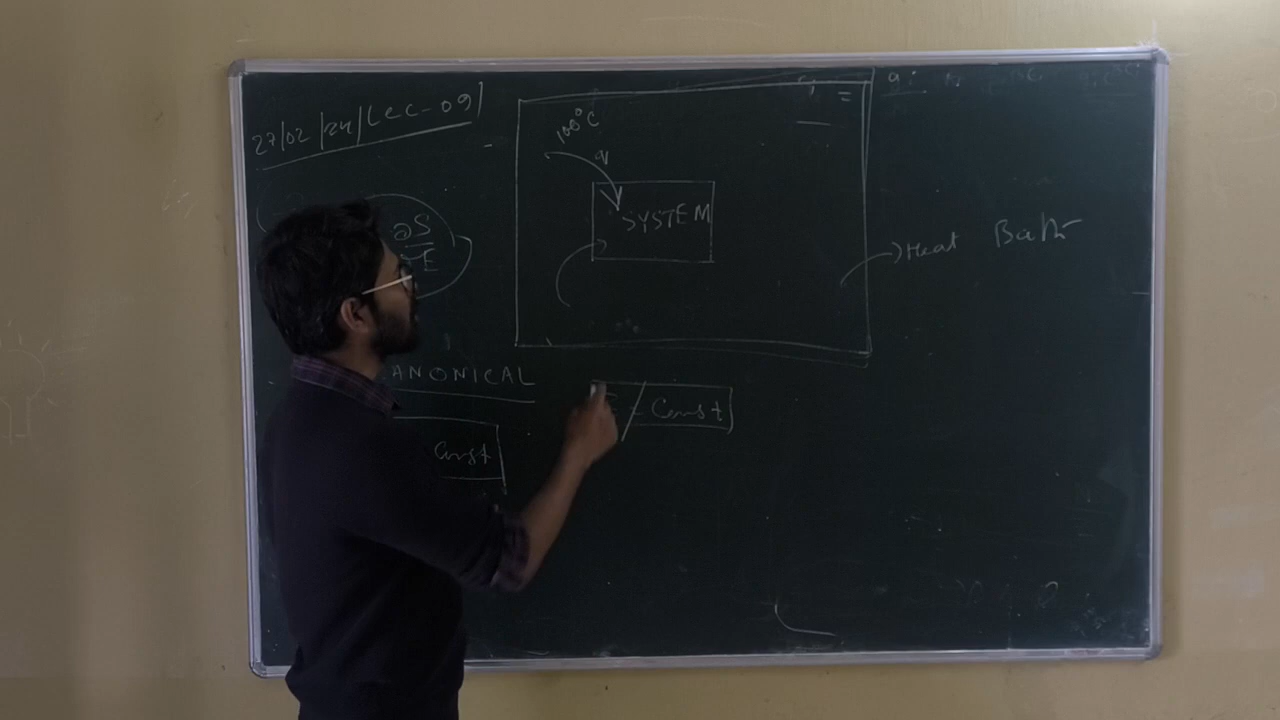 27/02/24/Lec-09
100°C
q
SYSTEM
∂S
E
Heat Bath
ANONICAL
= Const
Const